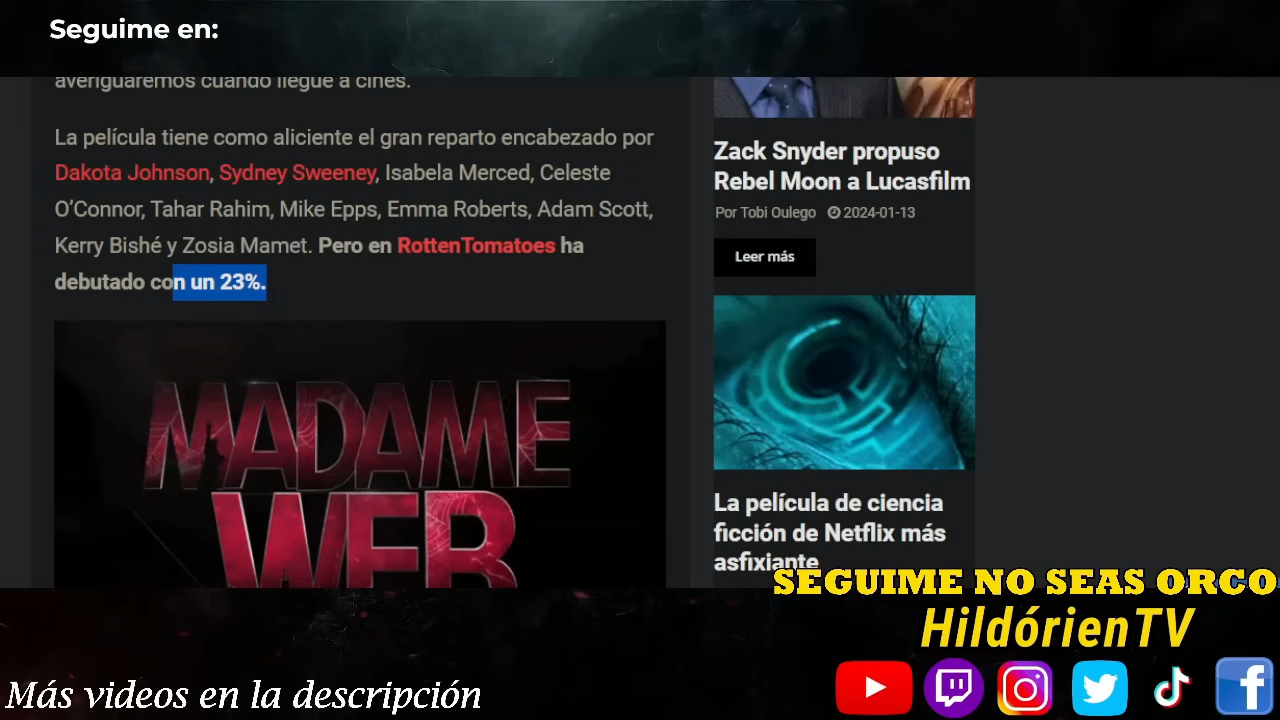 Seguime en:
averiguaremos cuando llegue a cines.
La película tiene como aliciente el gran reparto encabezado por
Dakota Johnson, Sydney Sweeney, Isabela Merced, Celeste
O’Connor, Tahar Rahim, Mike Epps, Emma Roberts, Adam Scott,
Kerry Bishé y Zosia Mamet. Pero en RottenTomatoes ha
debutado con un 23%.
MADAME
WEB
Zack Snyder propuso
Rebel Moon a Lucasfilm
Por Tobi Oulego 2024-01-13
Leer más
La película de ciencia
ficción de Netflix más
asfixiante
SEGUIME NO SEAS ORCO
HildórienTV
Más videos en la descripción